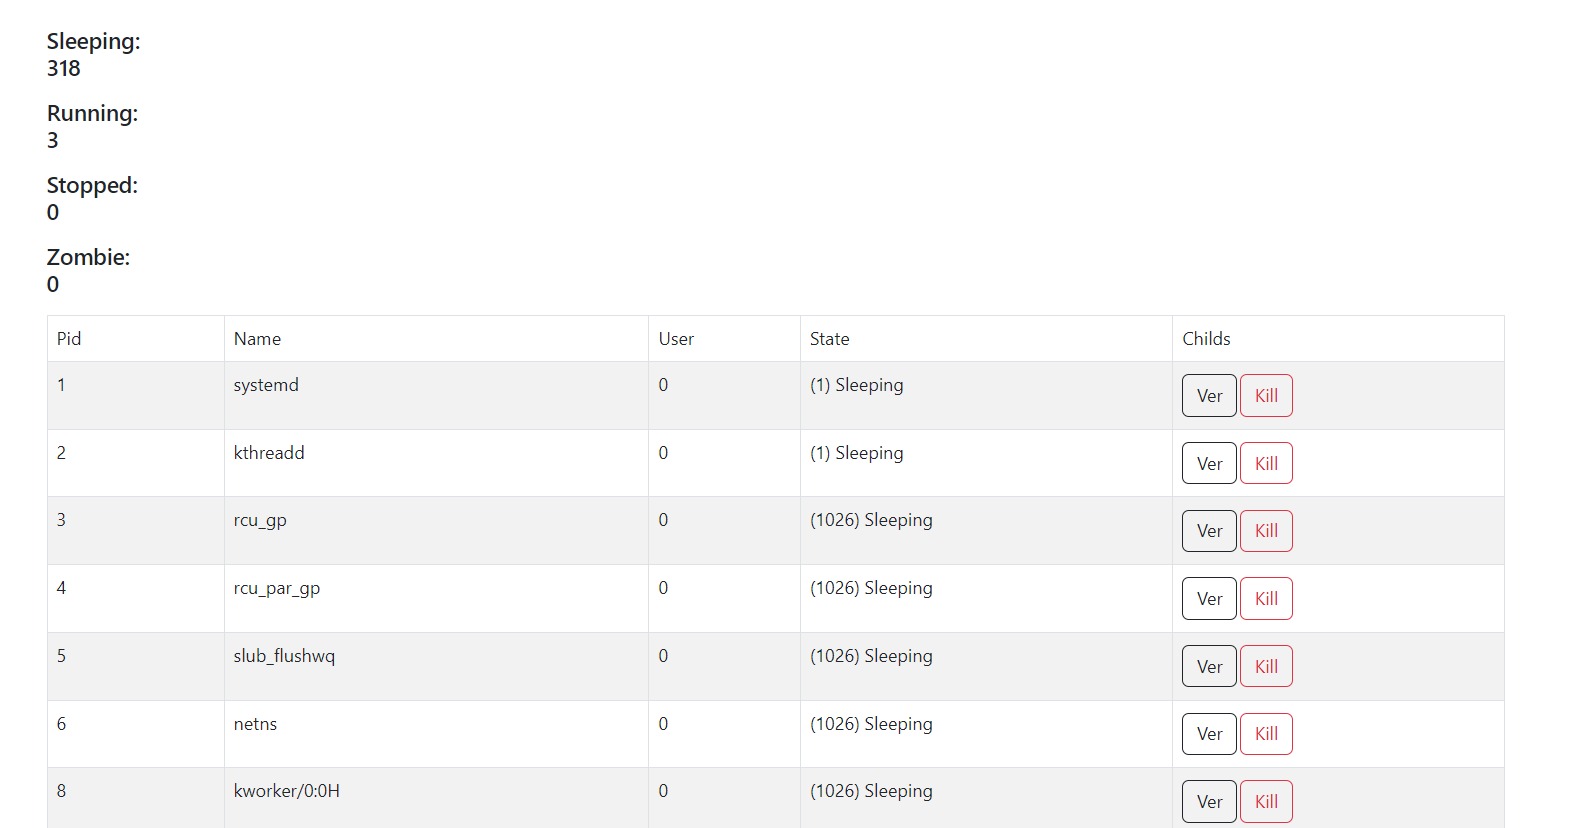 Sleeping:
318
Running:
3
Stopped:
0
Zombie:
0
Pid Name User State Childs
1 systemd 0 (1) Sleeping Ver Kill
2 kthreadd 0 (1) Sleeping Ver Kill
3 rcu_gp 0 (1026) Sleeping Ver Kill
4 rcu_par_gp 0 (1026) Sleeping Ver Kill
5 slub_flushwq 0 (1026) Sleeping Ver Kill
6 netns 0 (1026) Sleeping Ver Kill
8 kworker/0:0H 0 (1026) Sleeping Ver Kill